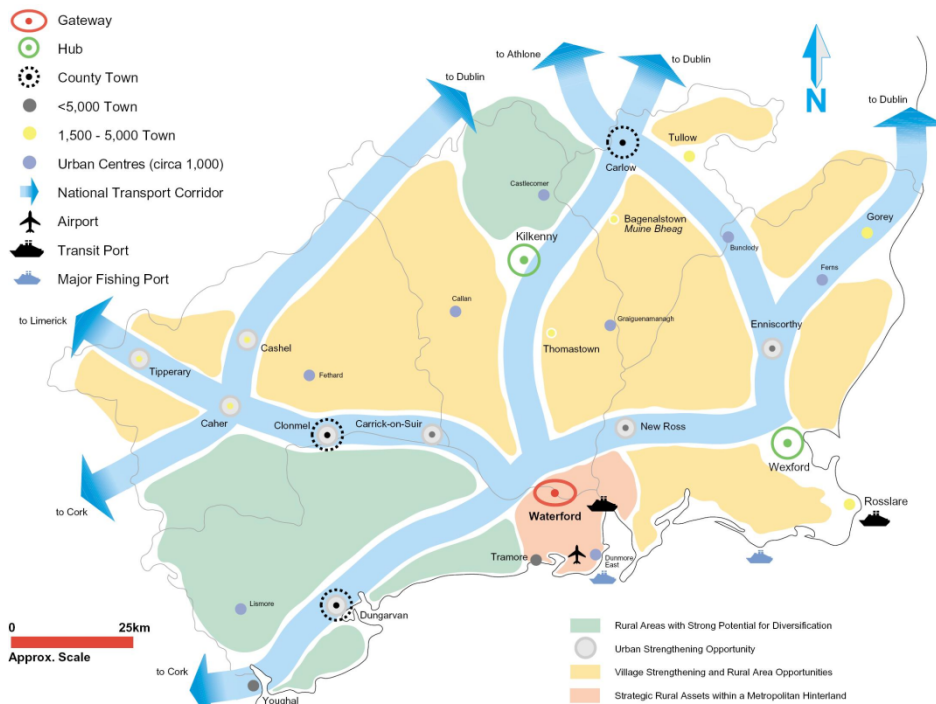 Gateway
Hub
County Town
<5,000 Town
1,500 - 5,000 Town
Urban Centres (circa 1,000)
National Transport Corridor
Airport
Transit Port
Major Fishing Port
to Athlone
to Dublin
to Dublin
to Dublin
N
Tullow
Carlow
Castlecomer
Bagenalstown
Muine Bheag
Kilkenny
Gorey
Bunclody
Ferns
Callan
Graiguenamanagh
Enniscorthy
to Limerick
Cashel
Thomastown
Tipperary
Fethard
Caher
Clonmel
Carrick-on-Suir
New Ross
Wexford
to Cork
Rosslare
Waterford
Tramore
Dunmore
East
Lismore
Dungarvan
0 25km
Approx. Scale
to Cork
Youghal
Rural Areas with Strong Potential for Diversification
Urban Strengthening Opportunity
Village Strengthening and Rural Area Opportunities
Strategic Rural Assets within a Metropolitan Hinterland